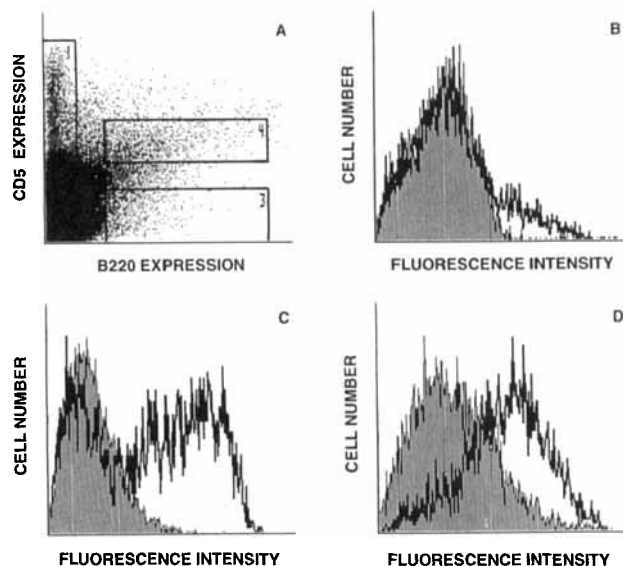 A
CD5 EXPRESSION
1
4
3
B220 EXPRESSION
B
CELL NUMBER
FLUORESCENCE INTENSITY
C
CELL NUMBER
FLUORESCENCE INTENSITY
D
CELL NUMBER
FLUORESCENCE INTENSITY